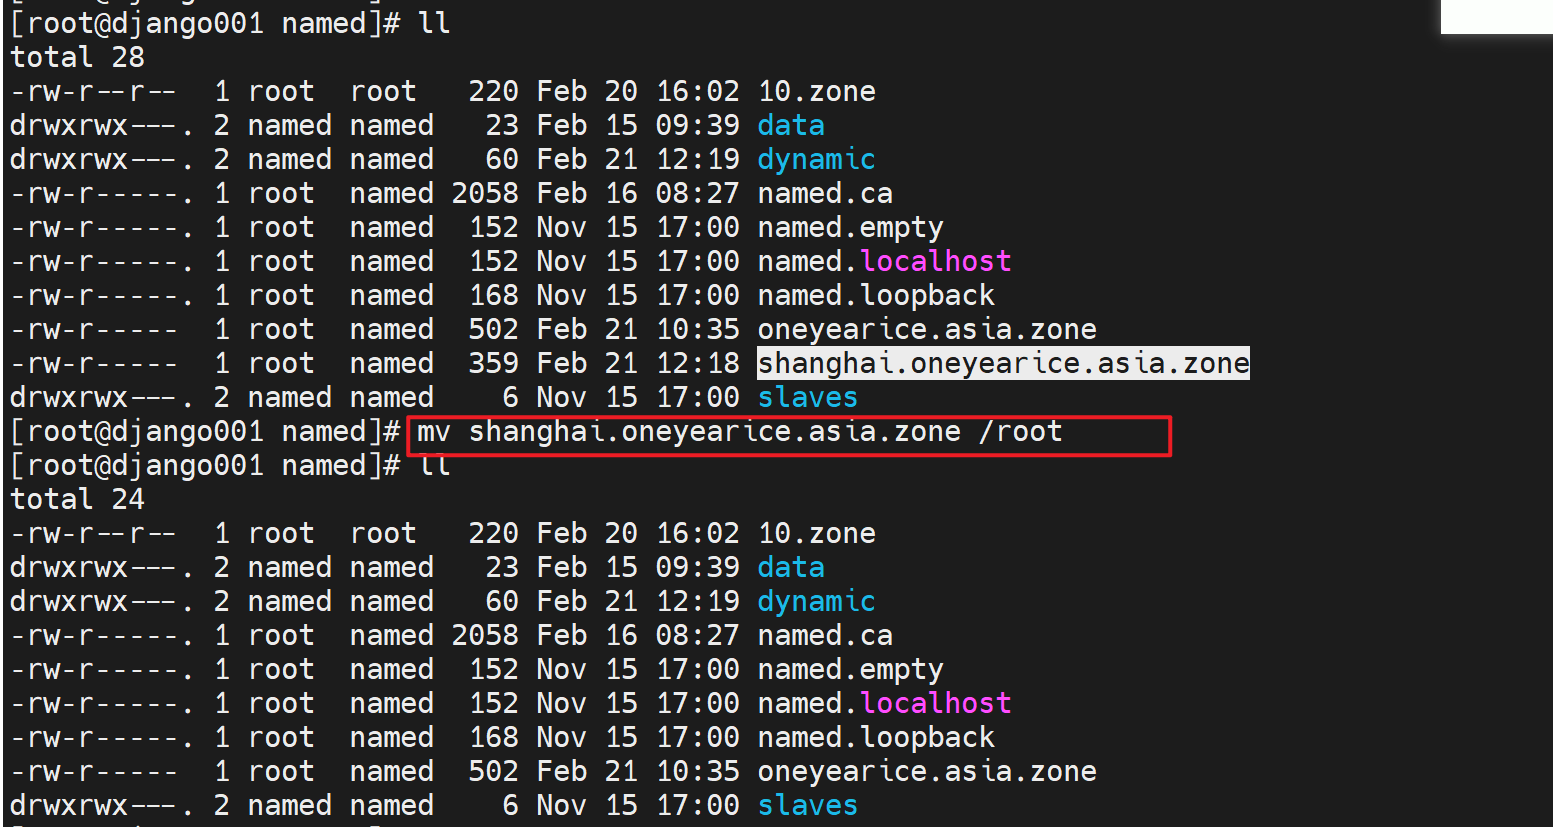 [root@django001 named]# ll
total 28
-rw-r--r--  1 root  root   220 Feb 20 16:02 10.zone
drwxrwx---. 2 named named   23 Feb 15 09:39 data
drwxrwx---. 2 named named   60 Feb 21 12:19 dynamic
-rw-r-----. 1 root  named 2058 Feb 16 08:27 named.ca
-rw-r-----. 1 root  named  152 Nov 15 17:00 named.empty
-rw-r-----. 1 root  named  152 Nov 15 17:00 named.localhost
-rw-r-----. 1 root  named  168 Nov 15 17:00 named.loopback
-rw-r-----  1 root  named  502 Feb 21 10:35 oneyearice.asia.zone
-rw-r-----  1 root  named  359 Feb 21 12:18 shanghai.oneyearice.asia.zone
drwxrwx---. 2 named named    6 Nov 15 17:00 slaves
[root@django001 named]# mv shanghai.oneyearice.asia.zone /root
[root@django001 named]# ll
total 24
-rw-r--r--  1 root  root   220 Feb 20 16:02 10.zone
drwxrwx---. 2 named named   23 Feb 15 09:39 data
drwxrwx---. 2 named named   60 Feb 21 12:19 dynamic
-rw-r-----. 1 root  named 2058 Feb 16 08:27 named.ca
-rw-r-----. 1 root  named  152 Nov 15 17:00 named.empty
-rw-r-----. 1 root  named  152 Nov 15 17:00 named.localhost
-rw-r-----. 1 root  named  168 Nov 15 17:00 named.loopback
-rw-r-----  1 root  named  502 Feb 21 10:35 oneyearice.asia.zone
drwxrwx---. 2 named named    6 Nov 15 17:00 slaves